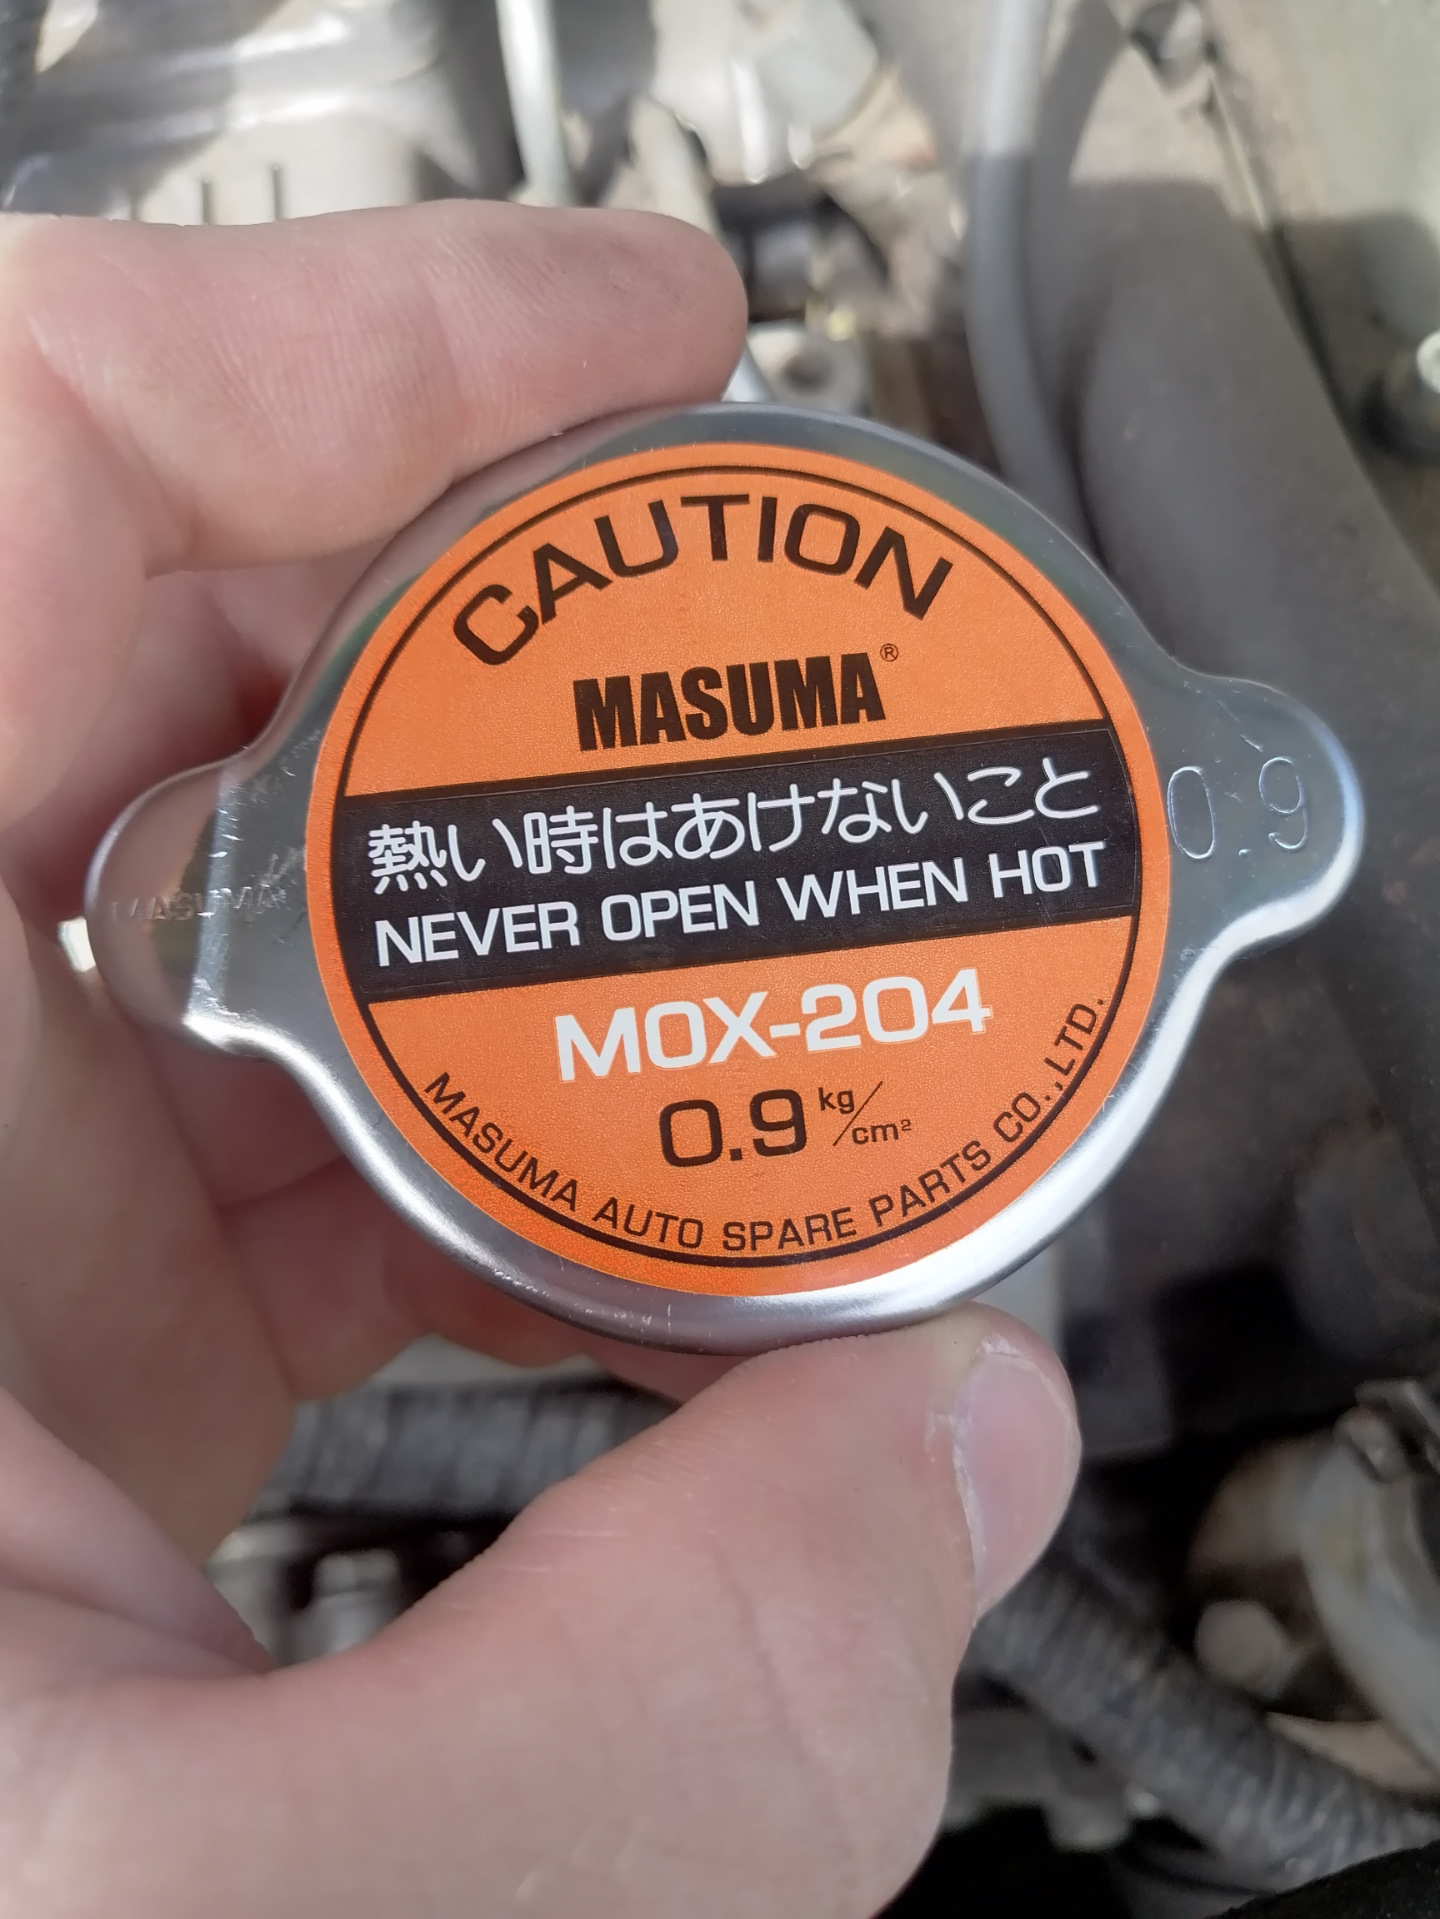 CAUTION
MASUMA®
熱い時はあけないこと
NEVER OPEN WHEN HOT
MOX-204
0.9 kg/cm²
MASUMA AUTO SPARE PARTS CO.,LTD.
0.9
MASUMA